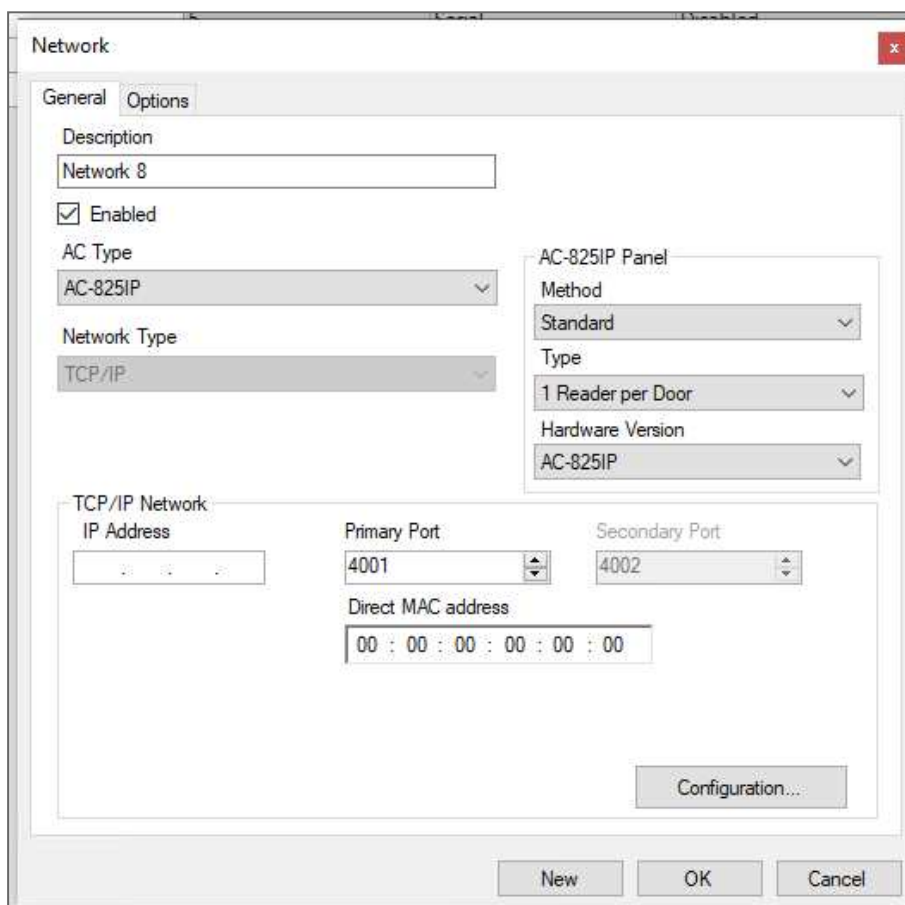 Network
x
General Options
Description
Network 8
Enabled
AC Type
AC-825IP
Network Type
TCP/IP
AC-825IP Panel
Method
Standard
Type
1 Reader per Door
Hardware Version
AC-825IP
TCP/IP Network
IP Address
. . .
Primary Port
4001
Secondary Port
4002
Direct MAC address
00 : 00 : 00 : 00 : 00 : 00
Configuration...
New OK Cancel